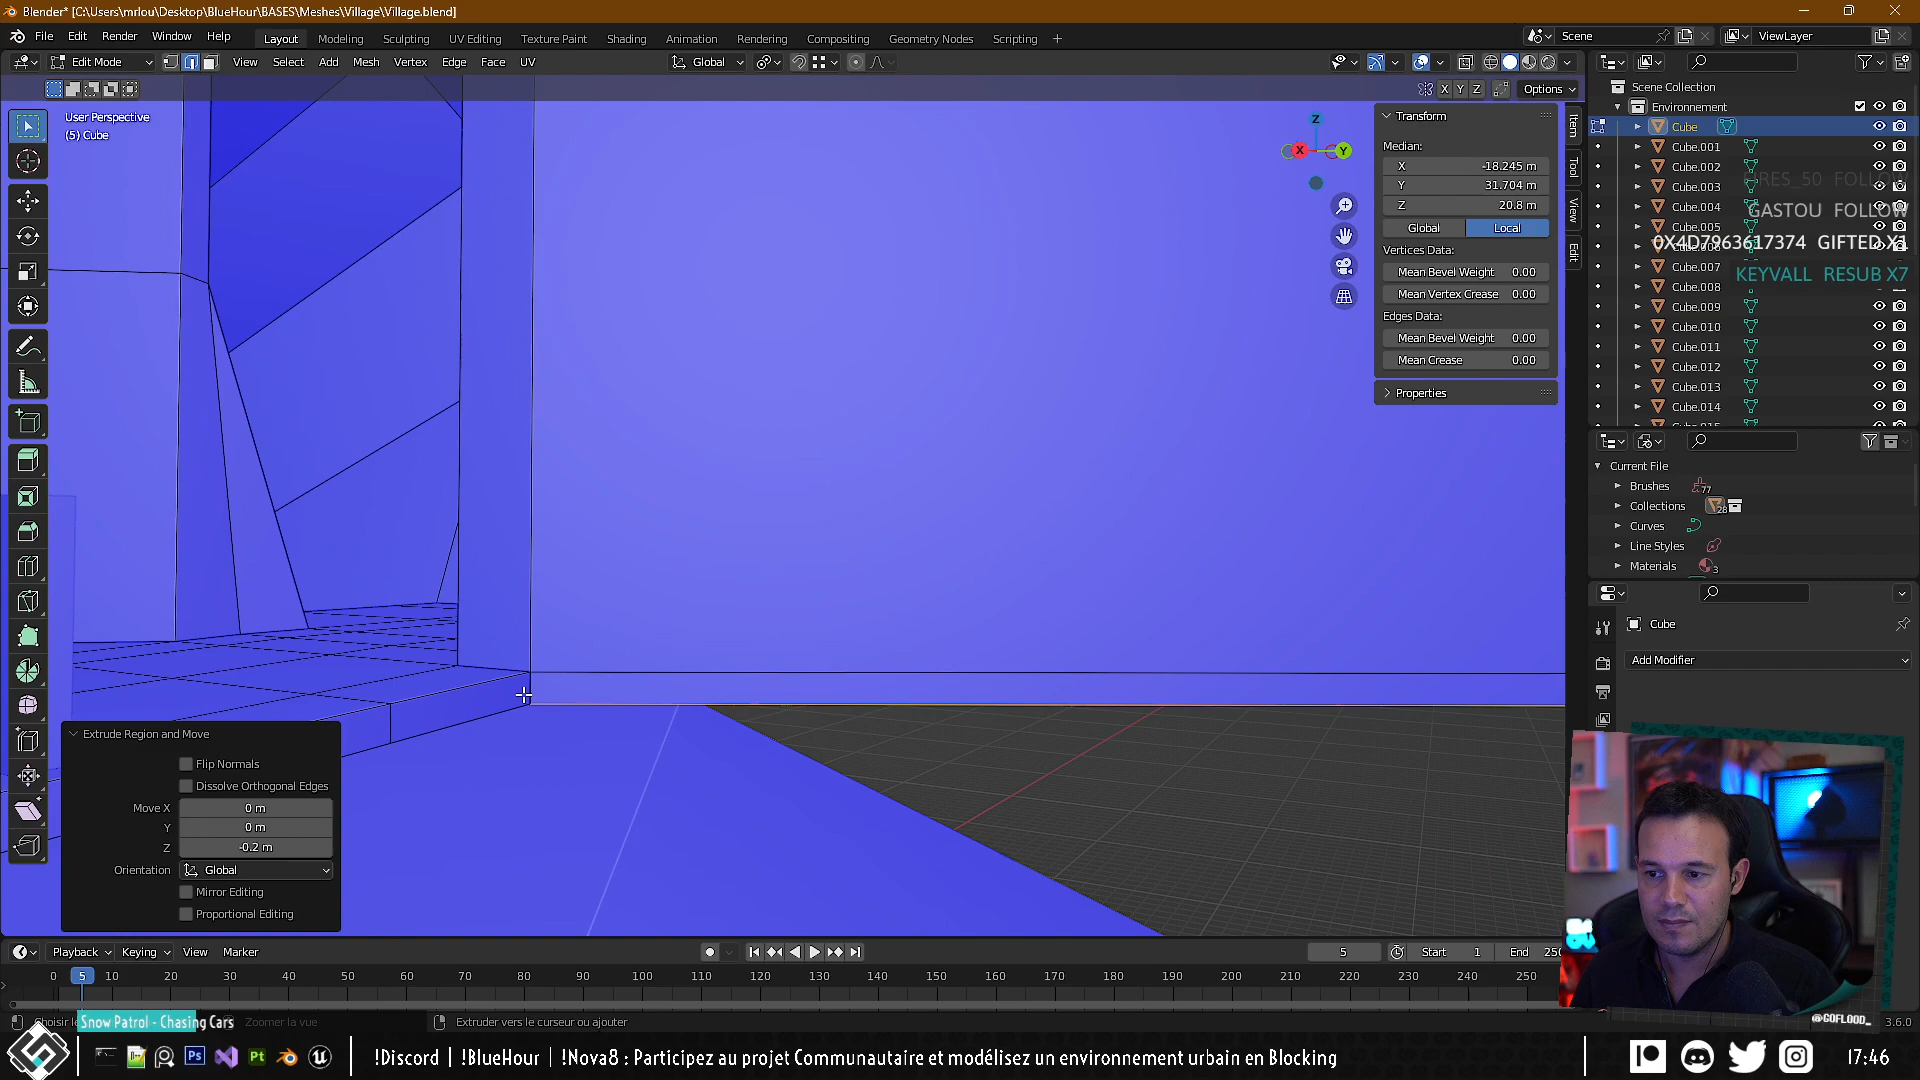 Blender* [C:\Users\mrlou\Desktop\BlueHour\BASES\Meshes\Village\Village.blend]
File Edit Render Window Help Layout Modeling Sculpting UV Editing Texture Paint Shading Animation Rendering Compositing Geometry Nodes Scripting + Scene ViewLayer
Edit Mode View Select Add Mesh Vertex Edge Face UV Global
X Y Z Options
User Perspective
(5) Cube
Z
X
Y
Transform
Median:
X -18.245 m
Y 31.704 m
Z 20.8 m
Global Local
Vertices Data:
Mean Bevel Weight 0.00
Mean Vertex Crease 0.00
Edges Data:
Mean Bevel Weight 0.00
Mean Crease 0.00
Properties
Item
Tool
View
Edit
Scene Collection
Environnement
Cube
Cube.001
Cube.002
Cube.003
Cube.004
Cube.005
Cube.007
Cube.008
Cube.009
Cube.010
Cube.011
Cube.012
Cube.013
Cube.014
GASTOU FOLLOW
0X4D7963617374 GIFTED X1
KEYVALL RESUB X7
Current File
Brushes 77
Collections 28
Curves
Line Styles
Materials 3
Cube
Add Modifier
Extrude Region and Move
Flip Normals
Dissolve Orthogonal Edges
Move X 0 m
Y 0 m
Z -0.2 m
Orientation Global
Mirror Editing
Proportional Editing
Playback Keying View Marker 5 Start 1 End 250
0 5 10 20 30 40 50 60 70 80 90 100 110 120 130 140 150 160 170 180 190 200 210 220 230 240 250
Snow Patrol - Chasing Cars Zoomer la vue Extruder vers le curseur ou ajouter
@GOFLOOD_ 3.6.0
Ps Pt !Discord | !BlueHour | !Nova8 : Participez au projet Communautaire et modélisez un environnement urbain en Blocking 17:46